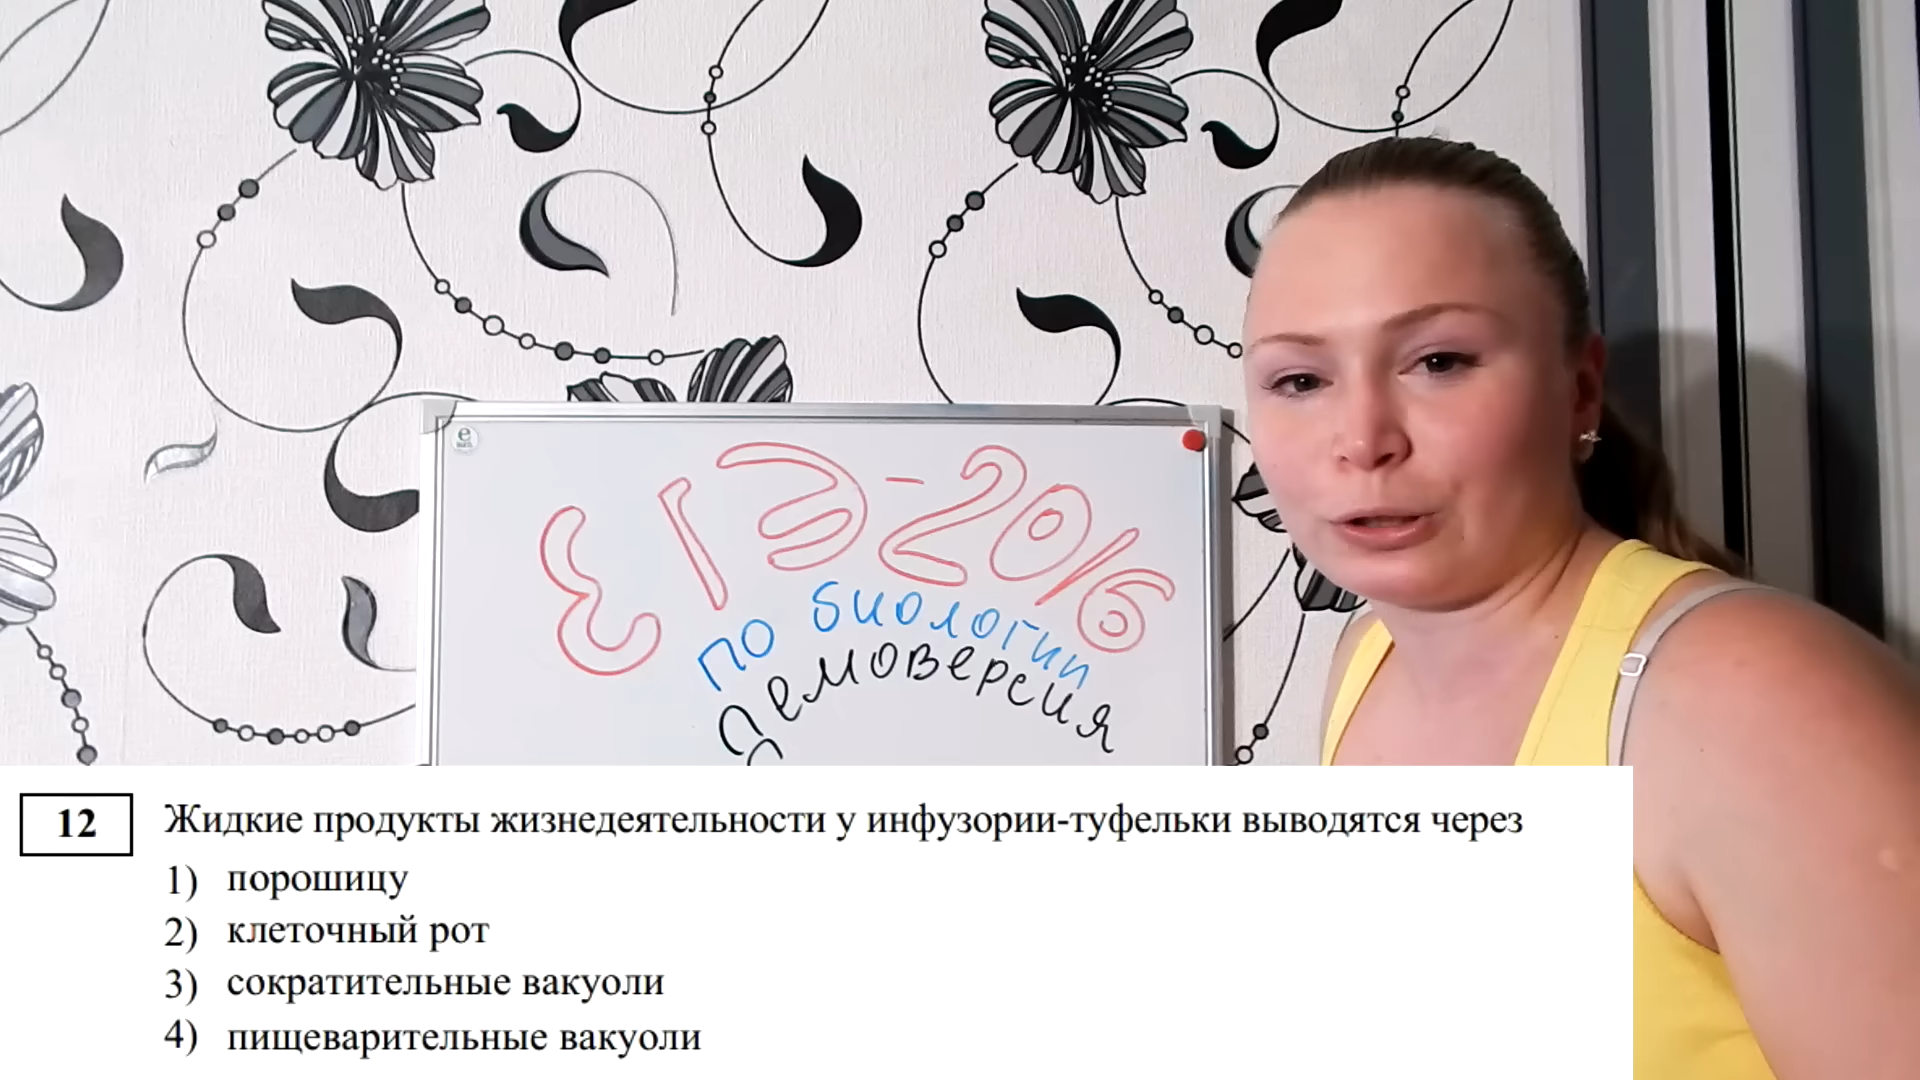 ЕГЭ-2016
по биологии
Демоверсия
12 Жидкие продукты жизнедеятельности у инфузории-туфельки выводятся через
1) порошицу
2) клеточный рот
3) сократительные вакуоли
4) пищеварительные вакуоли